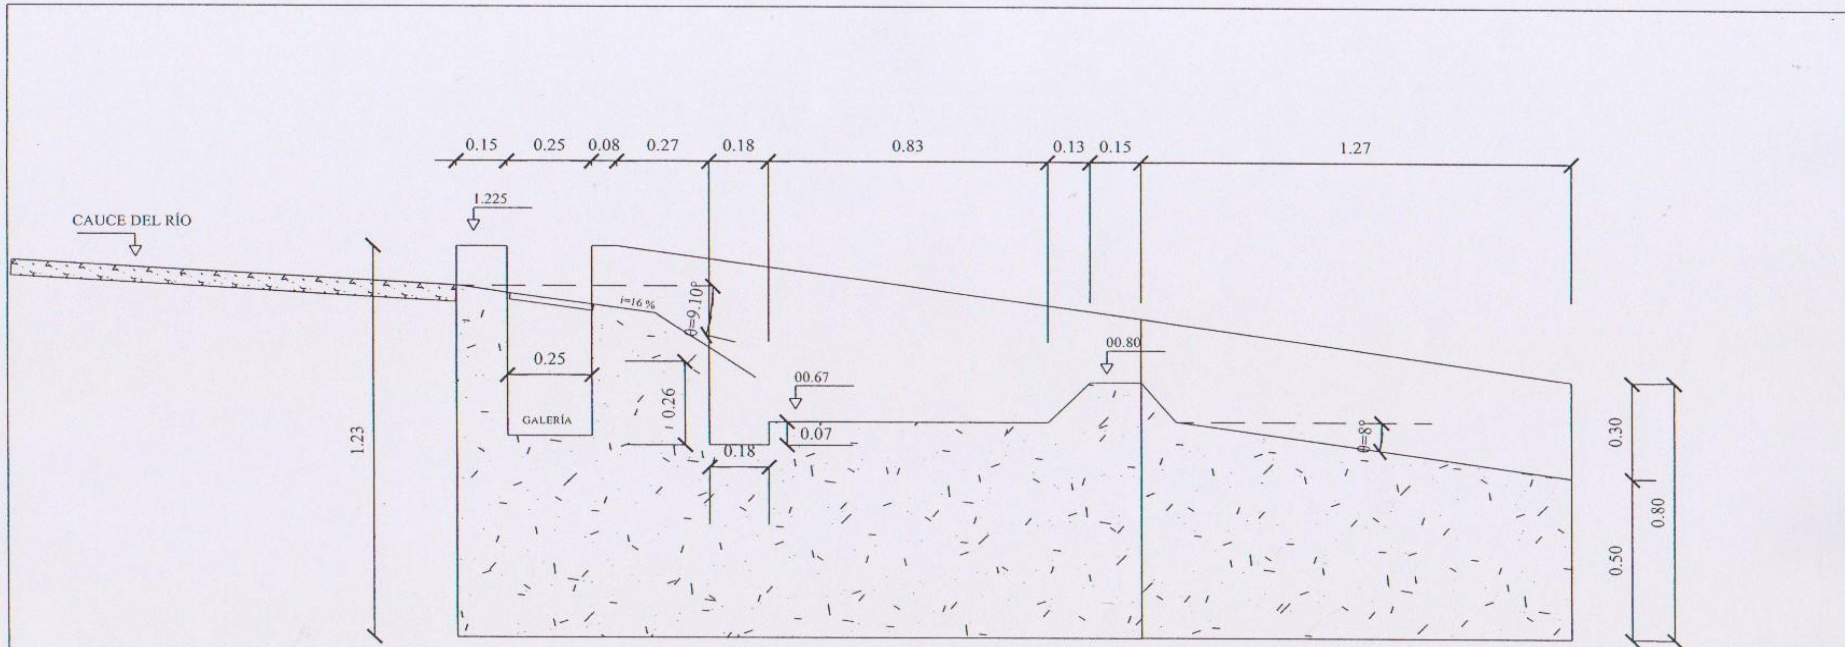 0.15 0.25 0.08 0.27 0.18 0.83 0.13 0.15 1.27
1.225
CAUCE DEL RÍO
i=16 %
θ=9.10º
00.80
0.25
00.67
0.26
GALERÍA
0.07
0.18
θ=8º
1.23
0.30
0.80
0.50